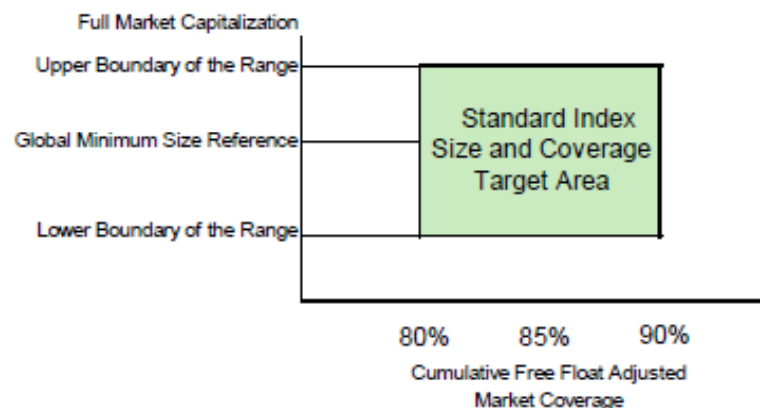 Full Market Capitalization
Upper Boundary of the Range
Standard Index
Global Minimum Size Reference
Size and Coverage
Target Area
Lower Boundary of the Range
80%
85%
90%
Cumulative Free Float Adjusted
Market Coverage